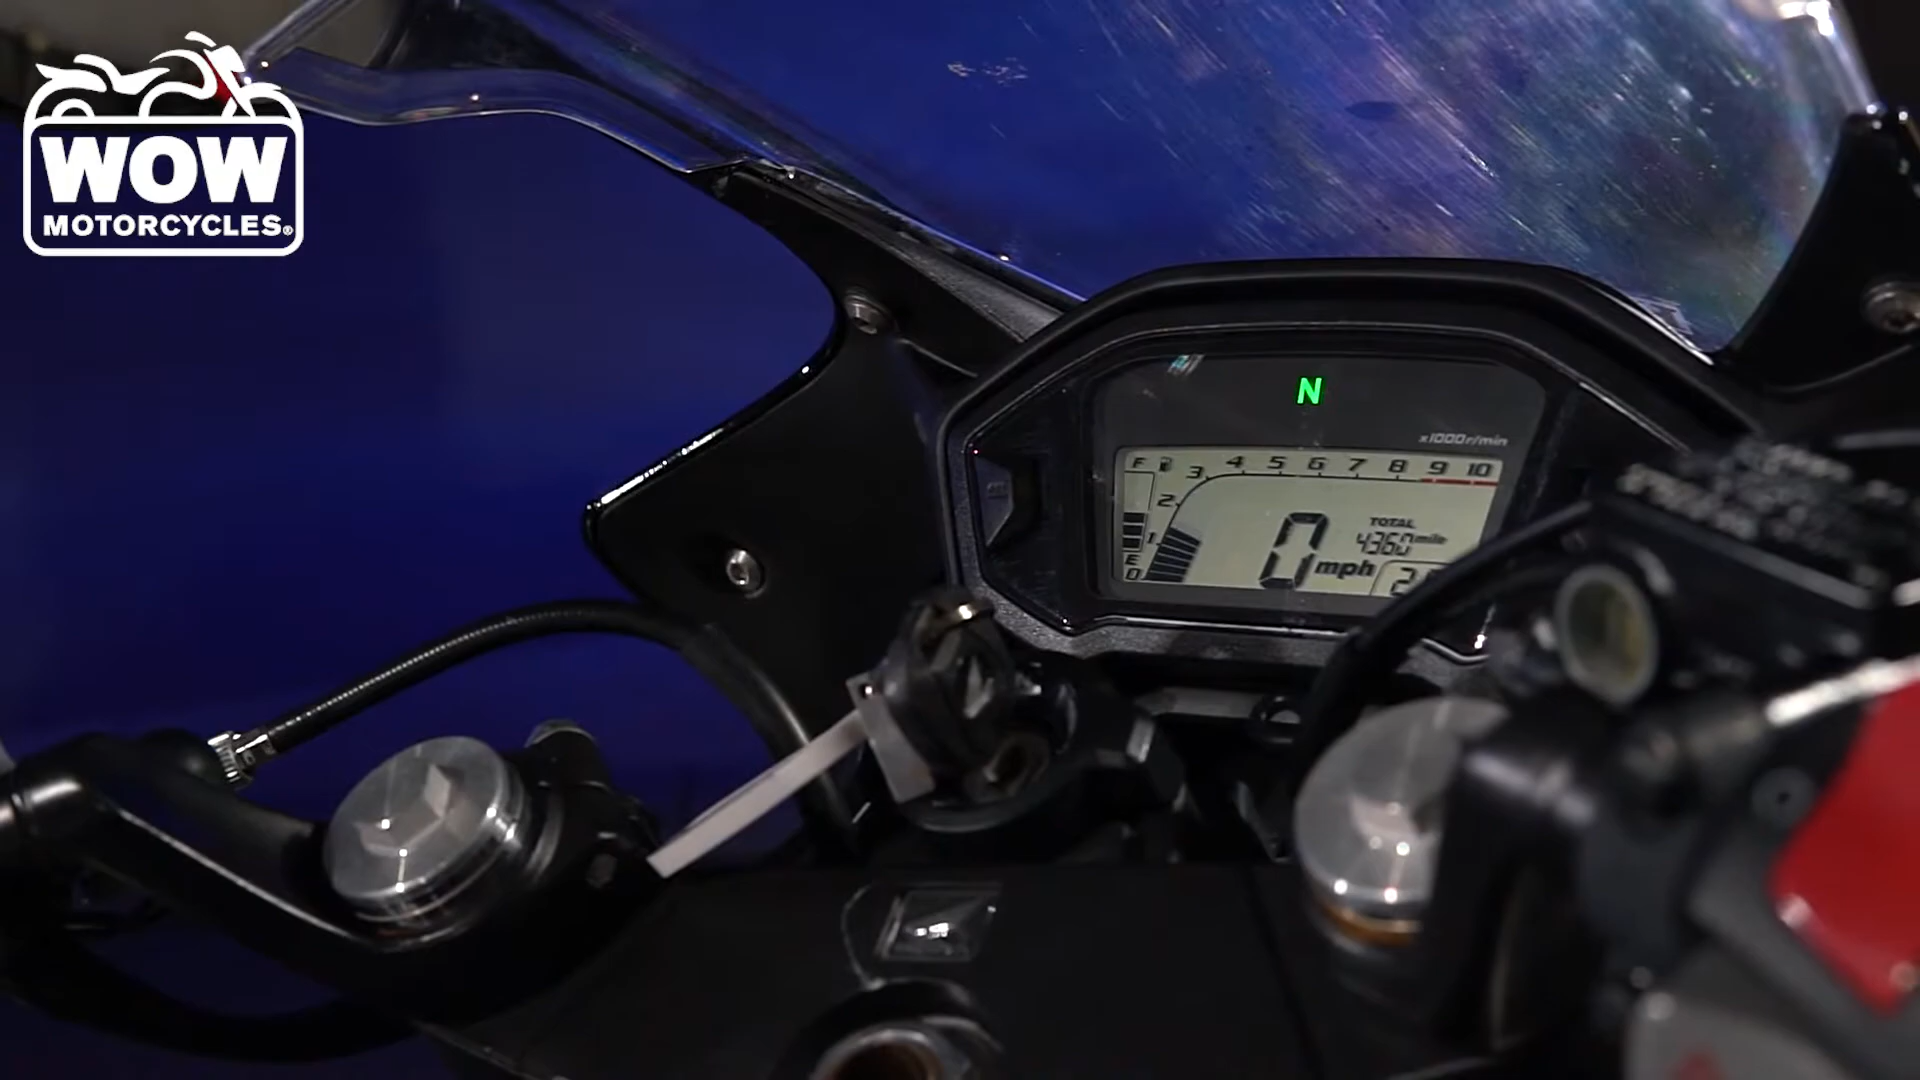 WOW
MOTORCYCLES®
N
x1000r/min
F 3 4 5 6 7 8 9 10
2
TOTAL
1 4360 mile
E 0 mph
0